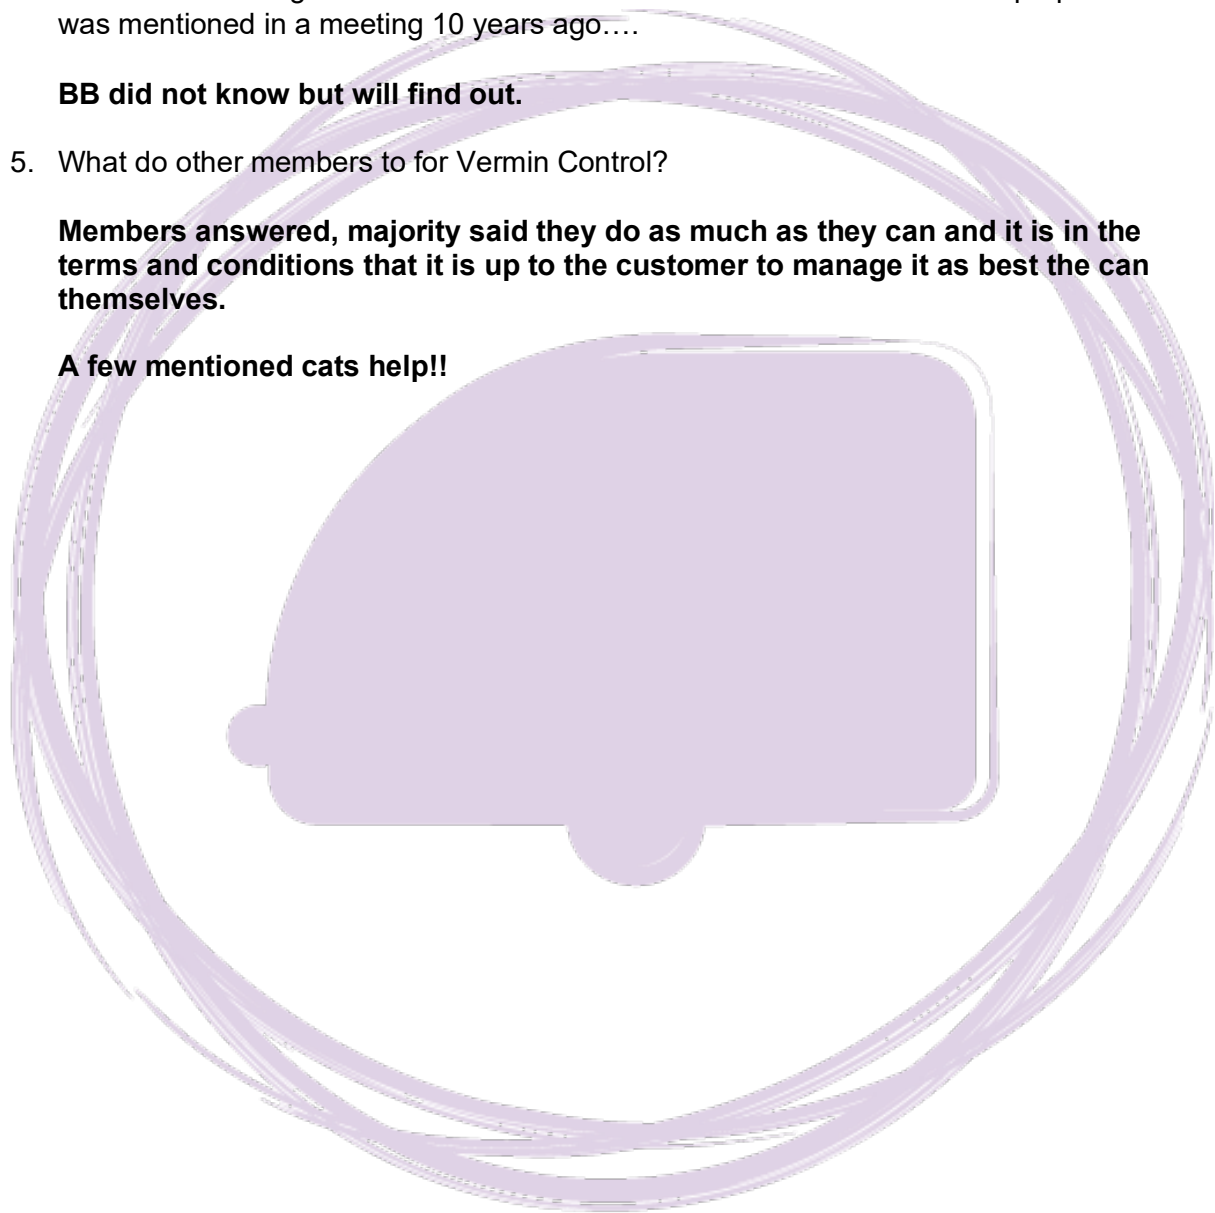 was mentioned in a meeting 10 years ago….
BB did not know but will find out.
5. What do other members to for Vermin Control?
Members answered, majority said they do as much as they can and it is in the
terms and conditions that it is up to the customer to manage it as best the can
themselves.
A few mentioned cats help!!